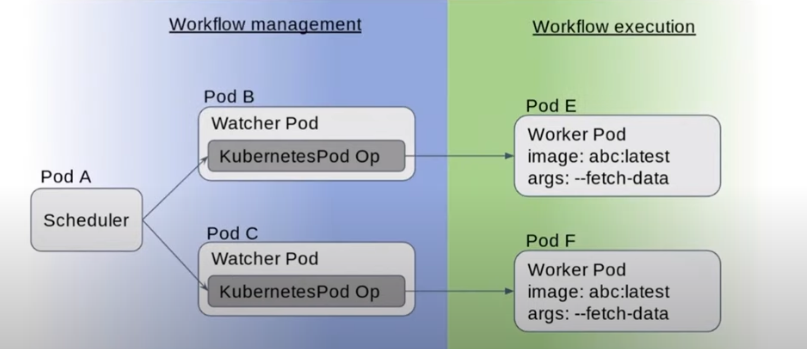 Workflow management
Workflow execution
Pod B
Watcher Pod
KubernetesPod Op
Pod E
Worker Pod
image: abc:latest
args: --fetch-data
Pod A
Scheduler
Pod C
Watcher Pod
KubernetesPod Op
Pod F
Worker Pod
image: abc:latest
args: --fetch-data